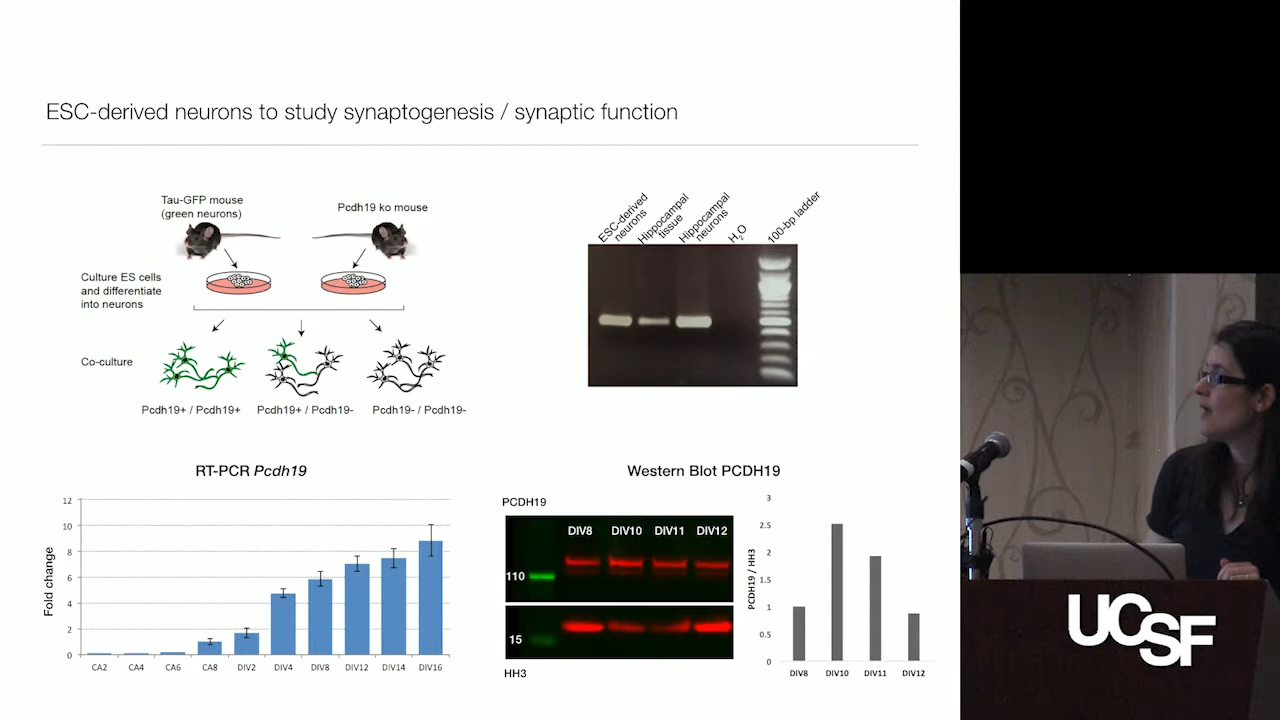 ESC-derived neurons to study synaptogenesis / synaptic function
Tau-GFP mouse
(green neurons)
Pcdh19 ko mouse
Culture ES cells
and differentiate
into neurons
Co-culture
Pcdh19+ / Pcdh19+
Pcdh19+ / Pcdh19-
Pcdh19- / Pcdh19-
ESC-derived
neurons
Hippocampal
tissue
Hippocampal
neurons
H2O
100-bp ladder
RT-PCR Pcdh19
Fold change
12
10
8
6
4
2
0
CA2 CA4 CA6 CA8 DIV2 DIV4 DIV8 DIV12 DIV14 DIV16
Western Blot PCDH19
PCDH19
DIV8 DIV10 DIV11 DIV12
110
15
HH3
PCDH19 / HH3
3
2.5
2
1.5
1
0.5
0
DIV8 DIV10 DIV11 DIV12
UCSF